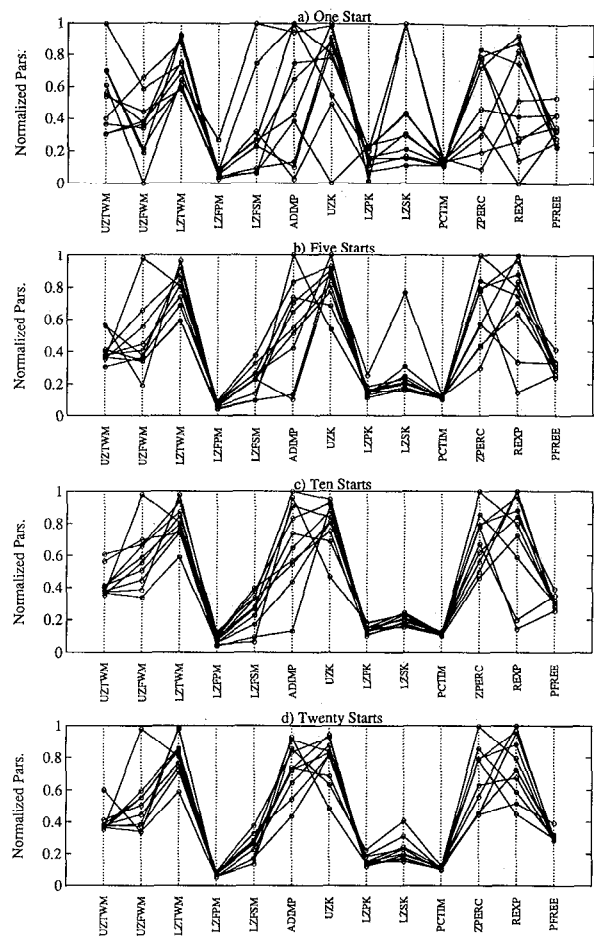 a) One Start
Normalized Pars.
1
0.8
0.6
0.4
0.2
0
UZTWM UZFWM LZTWM LZFPM LZFSM ADIMP UZK LZPK LZSK PCTIM ZPERC REXP PFREE
b) Five Starts
Normalized Pars.
1
0.8
0.6
0.4
0.2
0
UZTWM UZFWM LZTWM LZFPM LZFSM ADIMP UZK LZPK LZSK PCTIM ZPERC REXP PFREE
c) Ten Starts
Normalized Pars.
1
0.8
0.6
0.4
0.2
0
UZTWM UZFWM LZTWM LZFPM LZFSM ADIMP UZK LZPK LZSK PCTIM ZPERC REXP PFREE
d) Twenty Starts
Normalized Pars.
1
0.8
0.6
0.4
0.2
0
UZTWM UZFWM LZTWM LZFPM LZFSM ADIMP UZK LZPK LZSK PCTIM ZPERC REXP PFREE